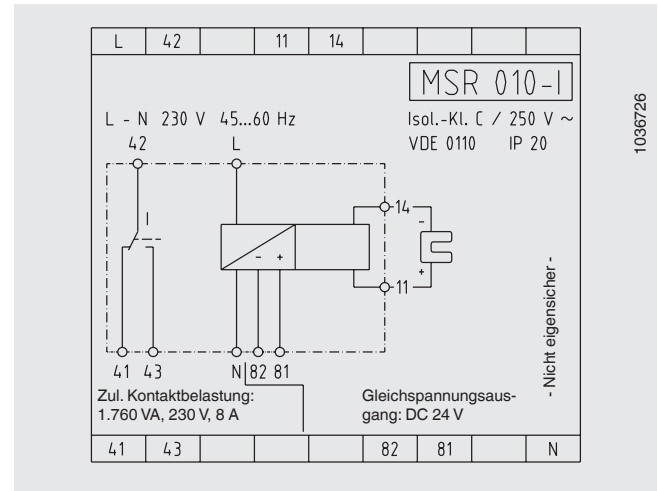 L 42 11 14
MSR 010-I
L - N 230 V 45...60 Hz
Isol.-Kl. C / 250 V ~
VDE 0110 IP 20
42 L
I
14
-
- +
+
11
- Nicht eigensicher -
41 43 N 82 81
Zul. Kontaktbelastung:
1.760 VA, 230 V, 8 A
Gleichspannungsaus-
gang: DC 24 V
41 43 82 81 N
1036726